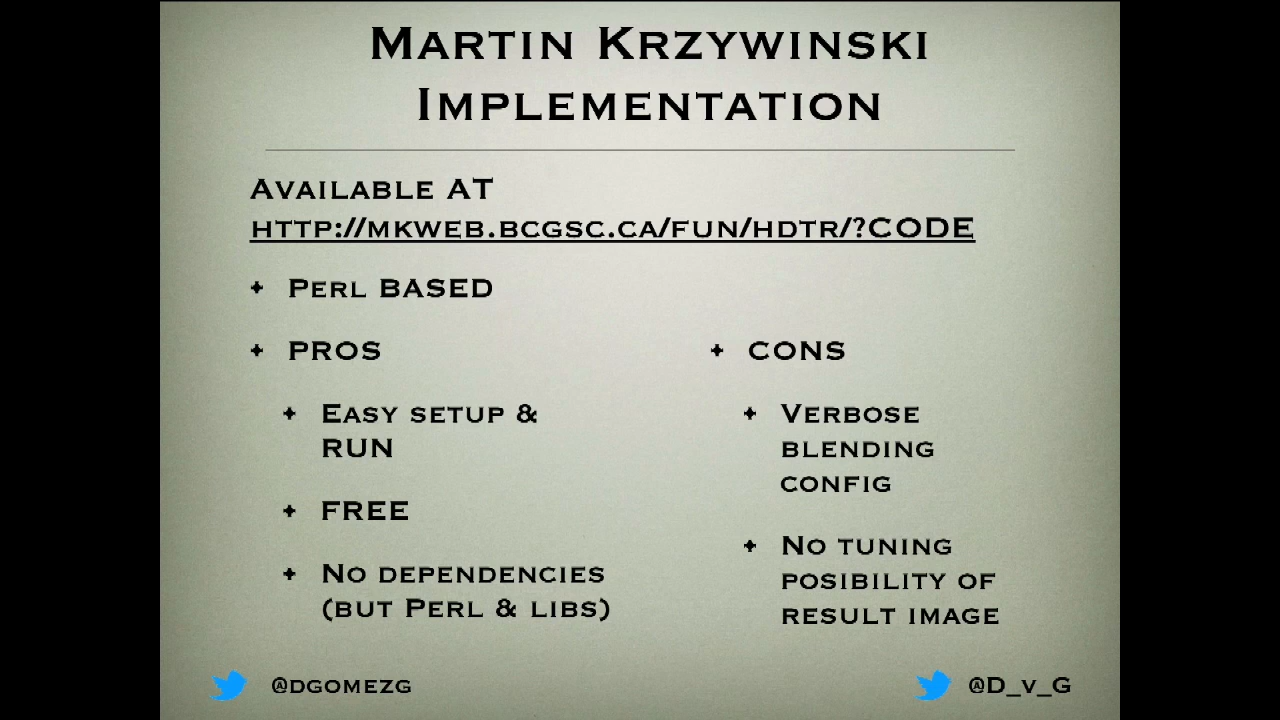 Martin Krzywinski
Implementation
Available AT
http://mkweb.bcgsc.ca/fun/hdtr/?CODE
Perl BASED
PROS
Easy setup &
RUN
FREE
No dependencies
(but Perl & libs)
CONS
Verbose
blending
config
No tuning
posibility of
result image
@dgomezg
@D_v_G